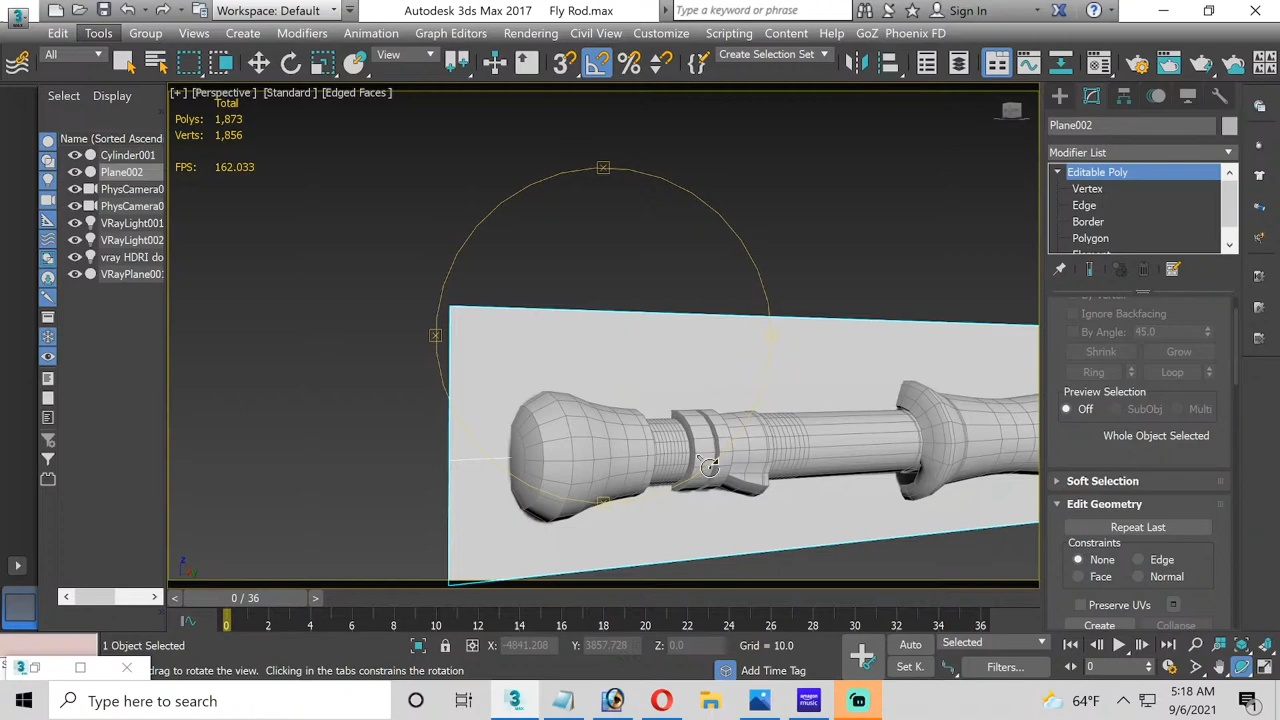 Autodesk 3ds Max 2017 Fly Rod.max
Workspace: Default
Type a keyword or phrase
Sign In
File Edit Tools Group Views Create Modifiers Animation Graph Editors Rendering Civil View Customize Scripting Content Help GoZ Phoenix FD
All
View
Create Selection Set
Select Display
[+] [Perspective] [Standard] [Edged Faces]
Total
Polys: 1,873
Verts: 1,856
FPS: 162.033
Name (Sorted Ascend
Cylinder001
Plane002
PhysCamera0
PhysCamera0
VRayLight001
VRayLight002
vray HDRI do
VRayPlane001
Plane002
Modifier List
Editable Poly
Vertex
Edge
Border
Polygon
Element
By Vertex
Ignore Backfacing
By Angle: 45.0
Shrink Grow
Ring Loop
Preview Selection
Off SubObj Multi
Whole Object Selected
Soft Selection
Edit Geometry
Repeat Last
Constraints
None Edge
Face Normal
Preserve UVs
Create Collapse
0 / 36
0 2 4 6 8 10 12 14 16 18 20 22 24 26 28 30 32 34 36
1 Object Selected
X: -4841.208 Y: 3857.728 Z: 0.0 Grid = 10.0
Auto Selected
drag to rotate the view. Clicking in the tabs constrains the rotation
Add Time Tag
Set K. Filters...
0
Type here to search
64°F
5:18 AM
9/6/2021